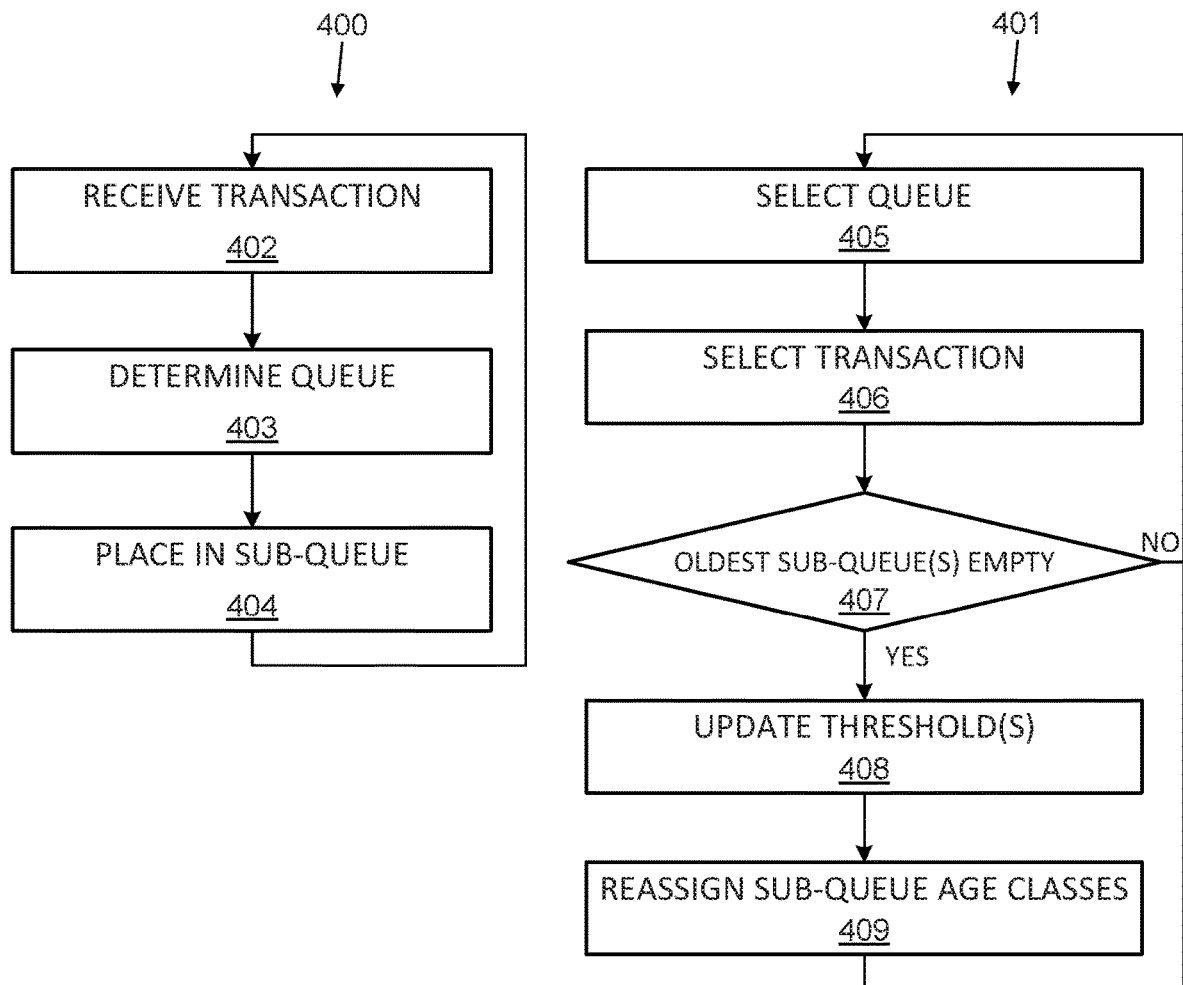 400
RECEIVE TRANSACTION
402
DETERMINE QUEUE
403
PLACE IN SUB-QUEUE
404
401
SELECT QUEUE
405
SELECT TRANSACTION
406
OLDEST SUB-QUEUE(S) EMPTY
407
NO
YES
UPDATE THRESHOLD(S)
408
REASSIGN SUB-QUEUE AGE CLASSES
409